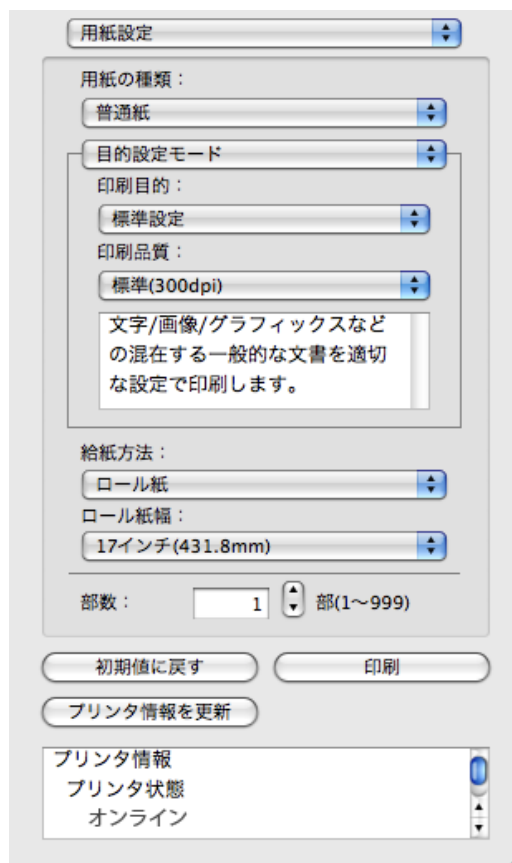 用紙設定
用紙の種類：
普通紙
目的設定モード
印刷目的：
標準設定
印刷品質：
標準(300dpi)
文字/画像/グラフィックスなど
の混在する一般的な文書を適切
な設定で印刷します。
給紙方法：
ロール紙
ロール紙幅：
17インチ(431.8mm)
部数： 1 部(1〜999)
初期値に戻す 印刷
プリンタ情報を更新
プリンタ情報
プリンタ状態
オンライン